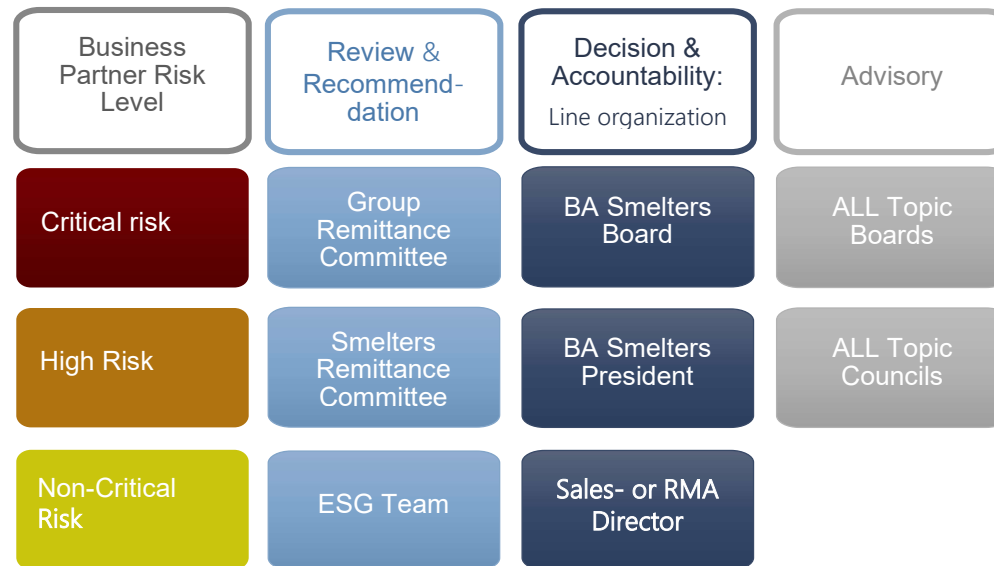 Business
Partner Risk
Level
Review &
Recommend-
dation
Decision &
Accountability:
Line organization
Advisory
Critical risk
Group
Remittance
Committee
BA Smelters
Board
ALL Topic
Boards
High Risk
Smelters
Remittance
Committee
BA Smelters
President
ALL Topic
Councils
Non-Critical
Risk
ESG Team
Sales- or RMA
Director